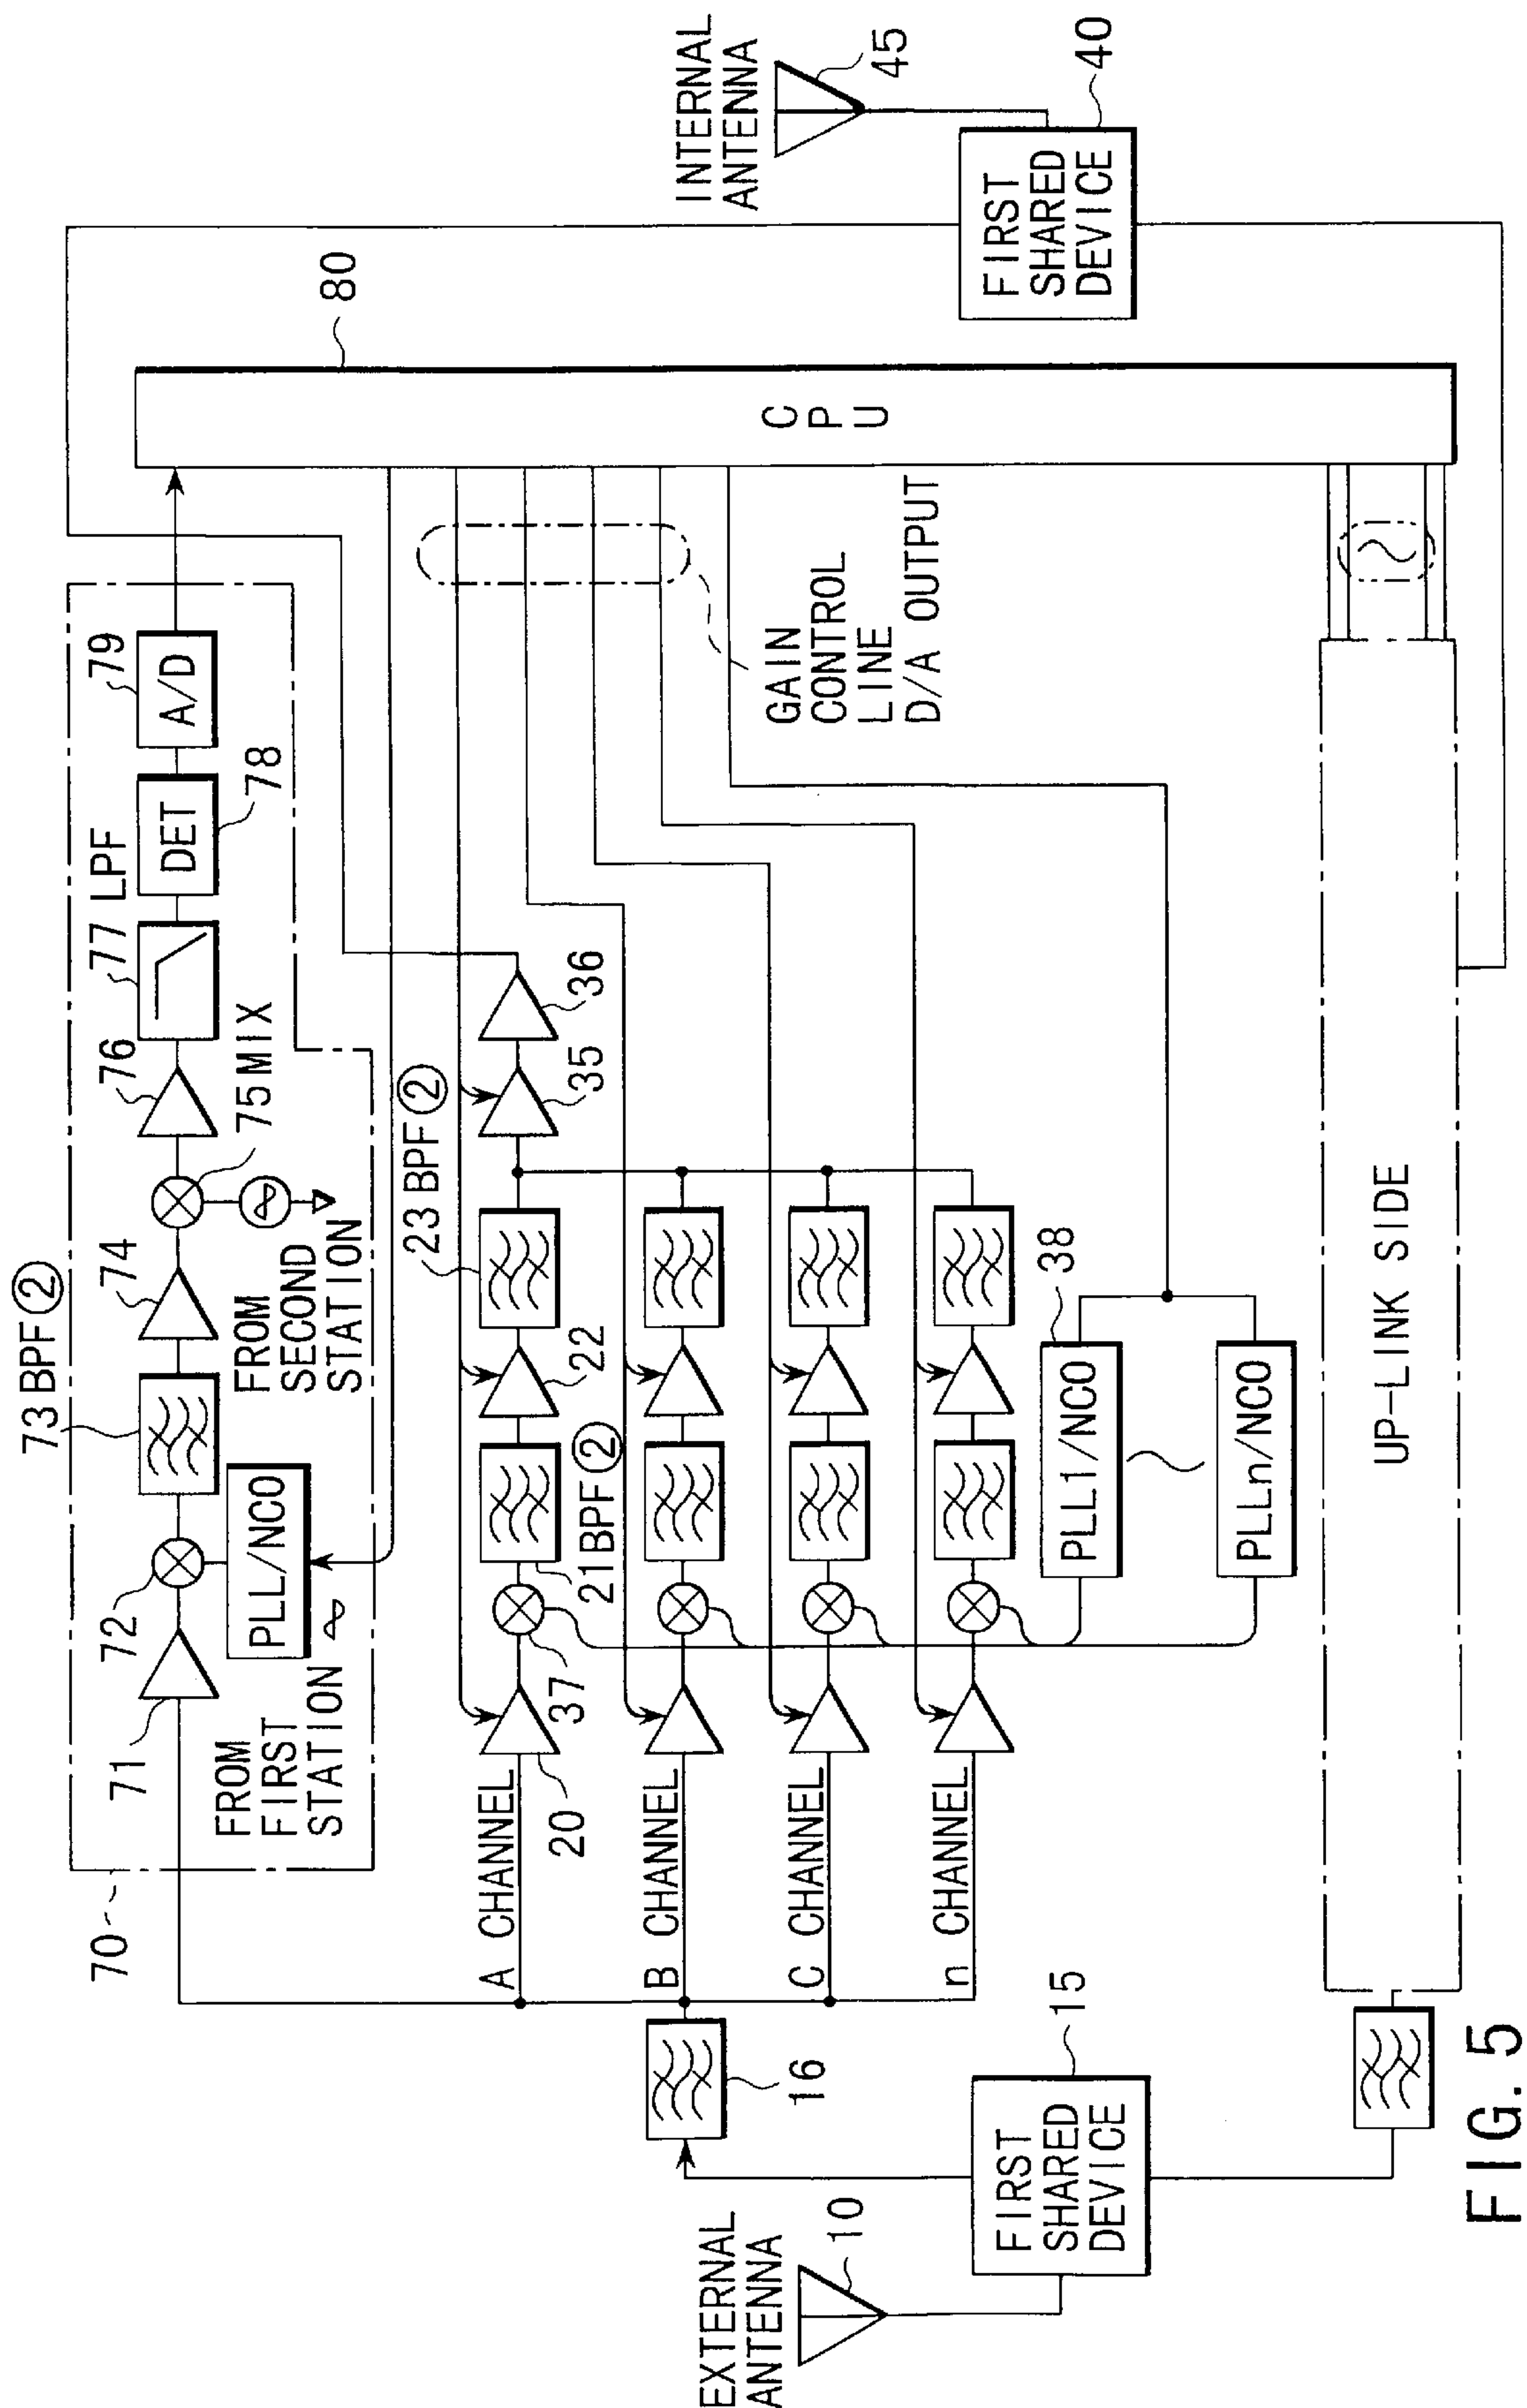 70
73 BPF ②
71
72
PLL/NCO
FROM
FIRST
STATION
74
FROM
SECOND
STATION
75 MIX
76
77 LPF
DET
78
79
A/D
80
CPU
INTERNAL
ANTENNA
45
FIRST
SHARED
DEVICE
40
A CHANNEL
20
37
21 BPF ②
22
23 BPF ②
35
36
B CHANNEL
C CHANNEL
n CHANNEL
GAIN
CONTROL
LINE
D/A OUTPUT
PLL1/NCO
38
PLLn/NCO
16
EXTERNAL
ANTENNA
10
FIRST
SHARED
DEVICE
15
UP-LINK SIDE
FIG. 5